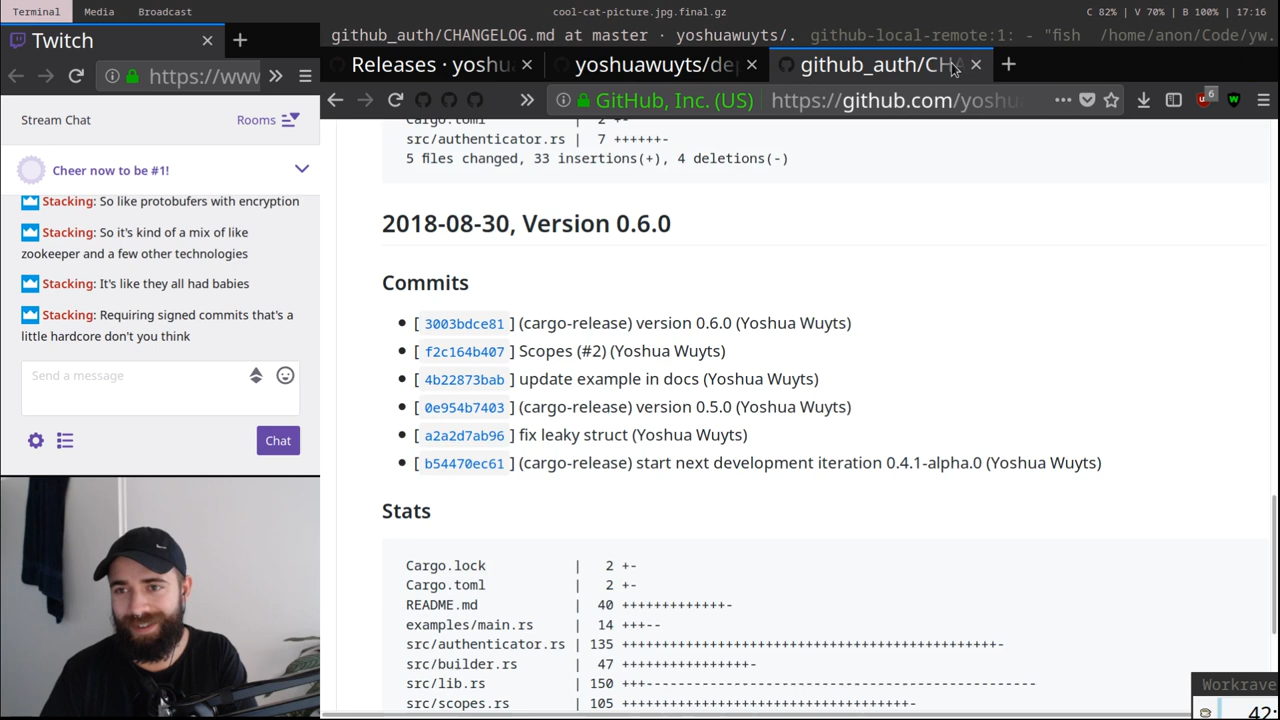 Terminal Media Broadcast cool-cat-picture.jpg.final.gz C 82% | V 70% | B 100% · 17:16
Twitch
https://www
Stream Chat Rooms
Cheer now to be #1!
Stacking: So like protobufers with encryption
Stacking: So it's kind of a mix of like
zookeeper and a few other technologies
Stacking: It's like they all had babies
Stacking: Requiring signed commits that's a
little hardcore don't you think
Send a message
Chat
github_auth/CHANGELOG.md at master · yoshuawuyts/. github-local-remote:1: - "fish /home/anon/Code/yw.
Releases · yoshu yoshuawuyts/de github_auth/CH
GitHub, Inc. (US) https://github.com/yoshu 6
Cargo.toml | 2 +-
src/authenticator.rs | 7 ++++++-
5 files changed, 33 insertions(+), 4 deletions(-)
2018-08-30, Version 0.6.0
Commits
[ 3003bdce81 ] (cargo-release) version 0.6.0 (Yoshua Wuyts)
[ f2c164b407 ] Scopes (#2) (Yoshua Wuyts)
[ 4b22873bab ] update example in docs (Yoshua Wuyts)
[ 0e954b7403 ] (cargo-release) version 0.5.0 (Yoshua Wuyts)
[ a2a2d7ab96 ] fix leaky struct (Yoshua Wuyts)
[ b54470ec61 ] (cargo-release) start next development iteration 0.4.1-alpha.0 (Yoshua Wuyts)
Stats
Cargo.lock | 2 +-
Cargo.toml | 2 +-
README.md | 40 +++++++++++++-
examples/main.rs | 14 +++--
src/authenticator.rs | 135 ++++++++++++++++++++++++++++++++++++++++++++++-
src/builder.rs | 47 ++++++++++++++++-
src/lib.rs | 150 +++-----------------------------------------------
src/scopes.rs | 105 ++++++++++++++++++++++++++++++++++++-
Workrave
42: